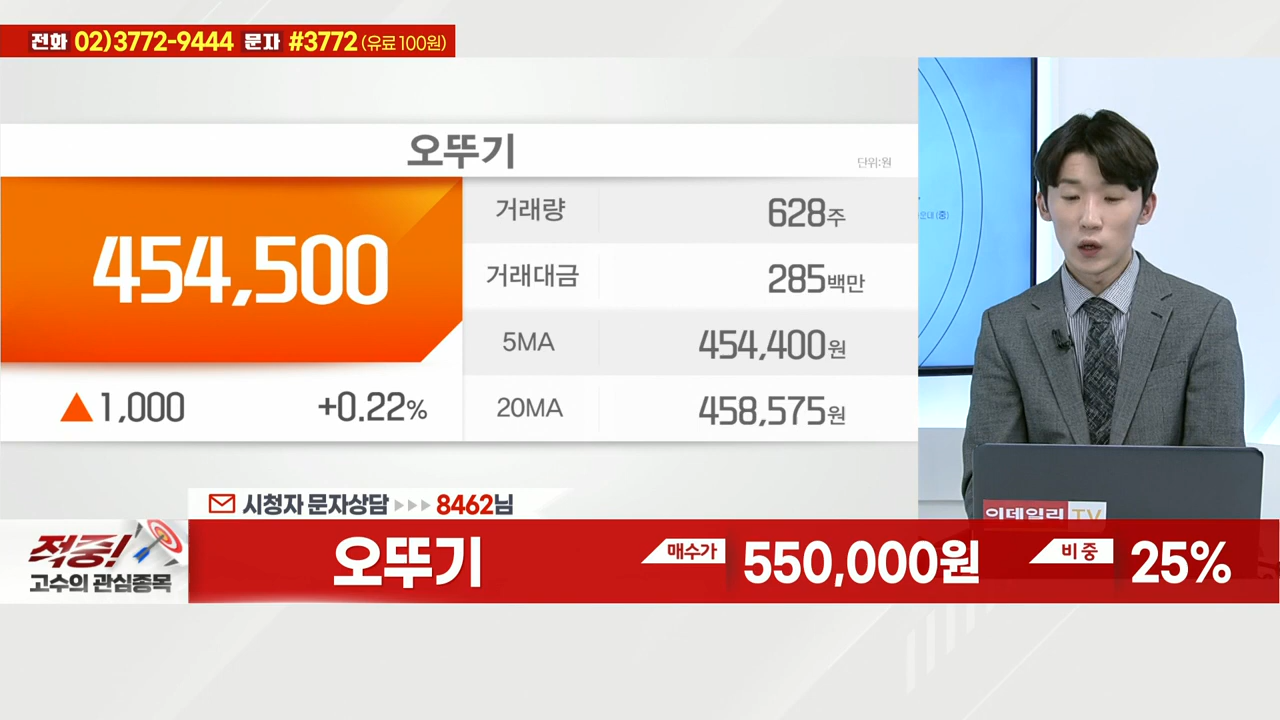 전화 02)3772-9444 문자 #3772 (유료 100원)
오뚜기
단위:원
454,500
▲1,000 +0.22%
거래량 628주
거래대금 285백만
5MA 454,400원
20MA 458,575원
시청자 문자상담 ▶▶▶ 8462님
적중!
고수의 관심종목
오뚜기 매수가 550,000원 비중 25%
이데일리 TV